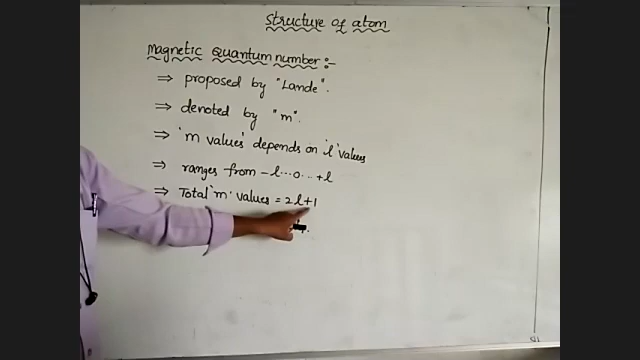 Structure of atom
Magnetic Quantum number :-
⇒ proposed by "Lande".
⇒ denoted by "m".
⇒ 'm values' depends on 'l' values
⇒ ranges from -l...0...+l
⇒ Total 'm' values = 2l+1